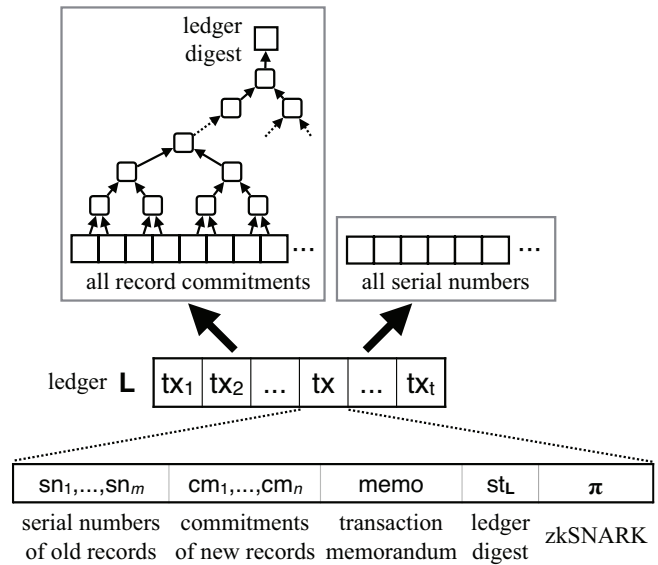 ledger
digest
...
all record commitments
...
all serial numbers
ledger L tx₁ tx₂ ... tx ... txₜ
sn₁,...,snₘ cm₁,...,cmₙ memo st_L π
serial numbers of old records
commitments of new records
transaction memorandum
ledger digest
zkSNARK